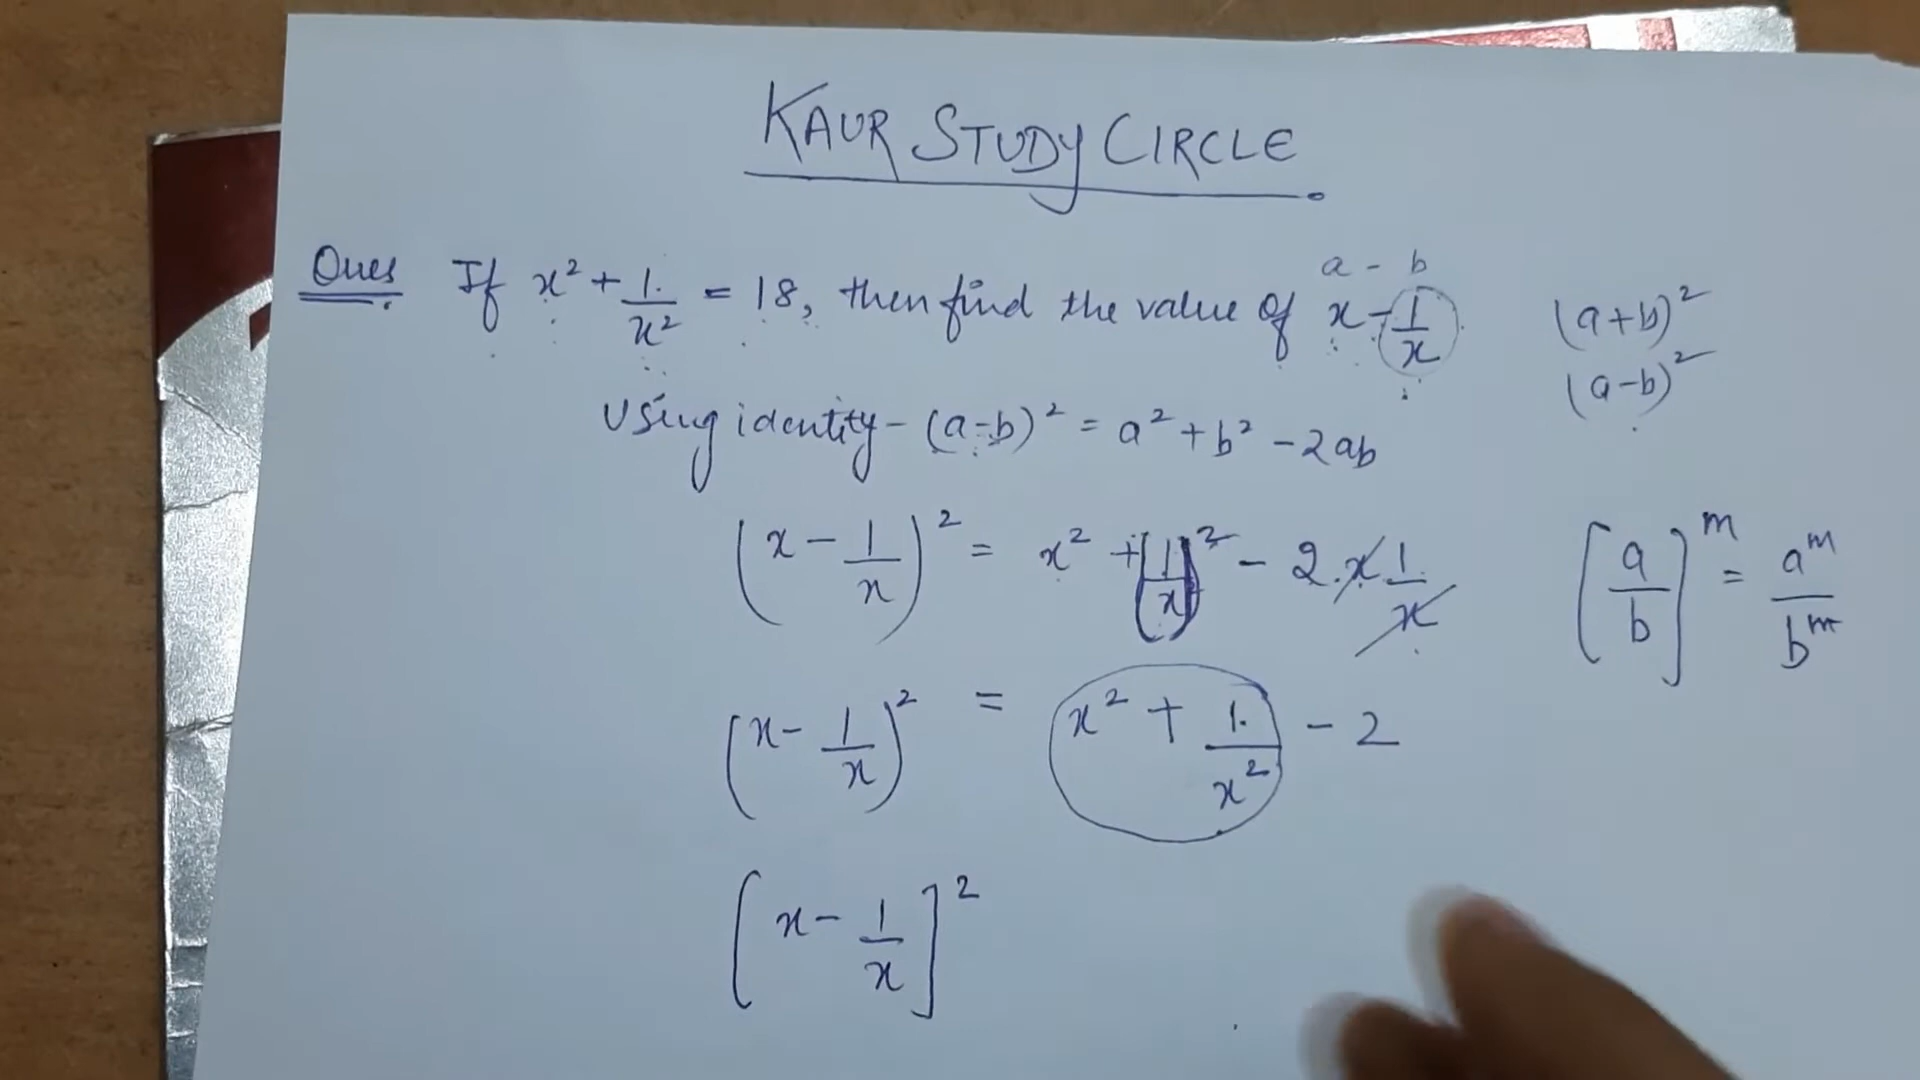 KAUR STUDY CIRCLE
Ques If x² + 1/x² = 18, then find the value of x - 1/x
a - b
(a+b)²
(a-b)²
Using identity - (a-b)² = a² + b² - 2ab
(x - 1/x)² = x² + (1/x)² - 2.x 1/x
[a/b]^m = a^m/b^m
(x - 1/x)² = x² + 1/x² - 2
[x - 1/x]²